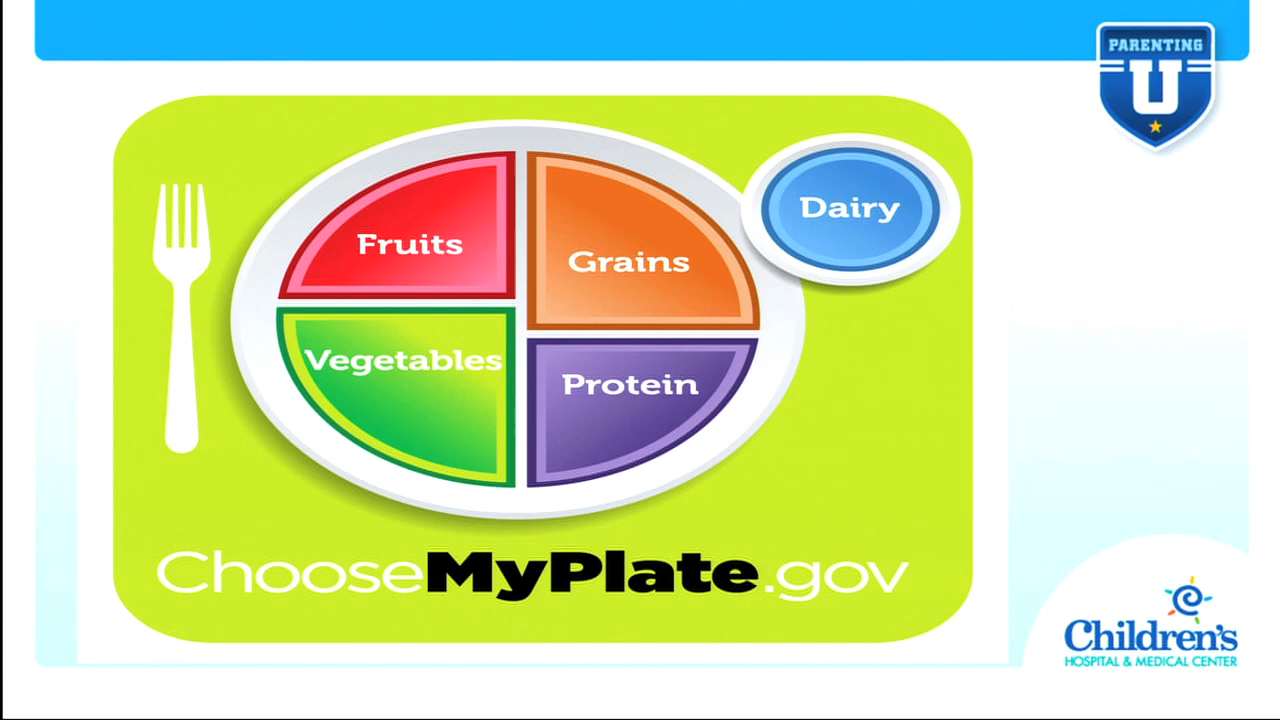 PARENTING
U
Fruits
Grains
Dairy
Vegetables
Protein
ChooseMyPlate.gov
Children's
HOSPITAL & MEDICAL CENTER